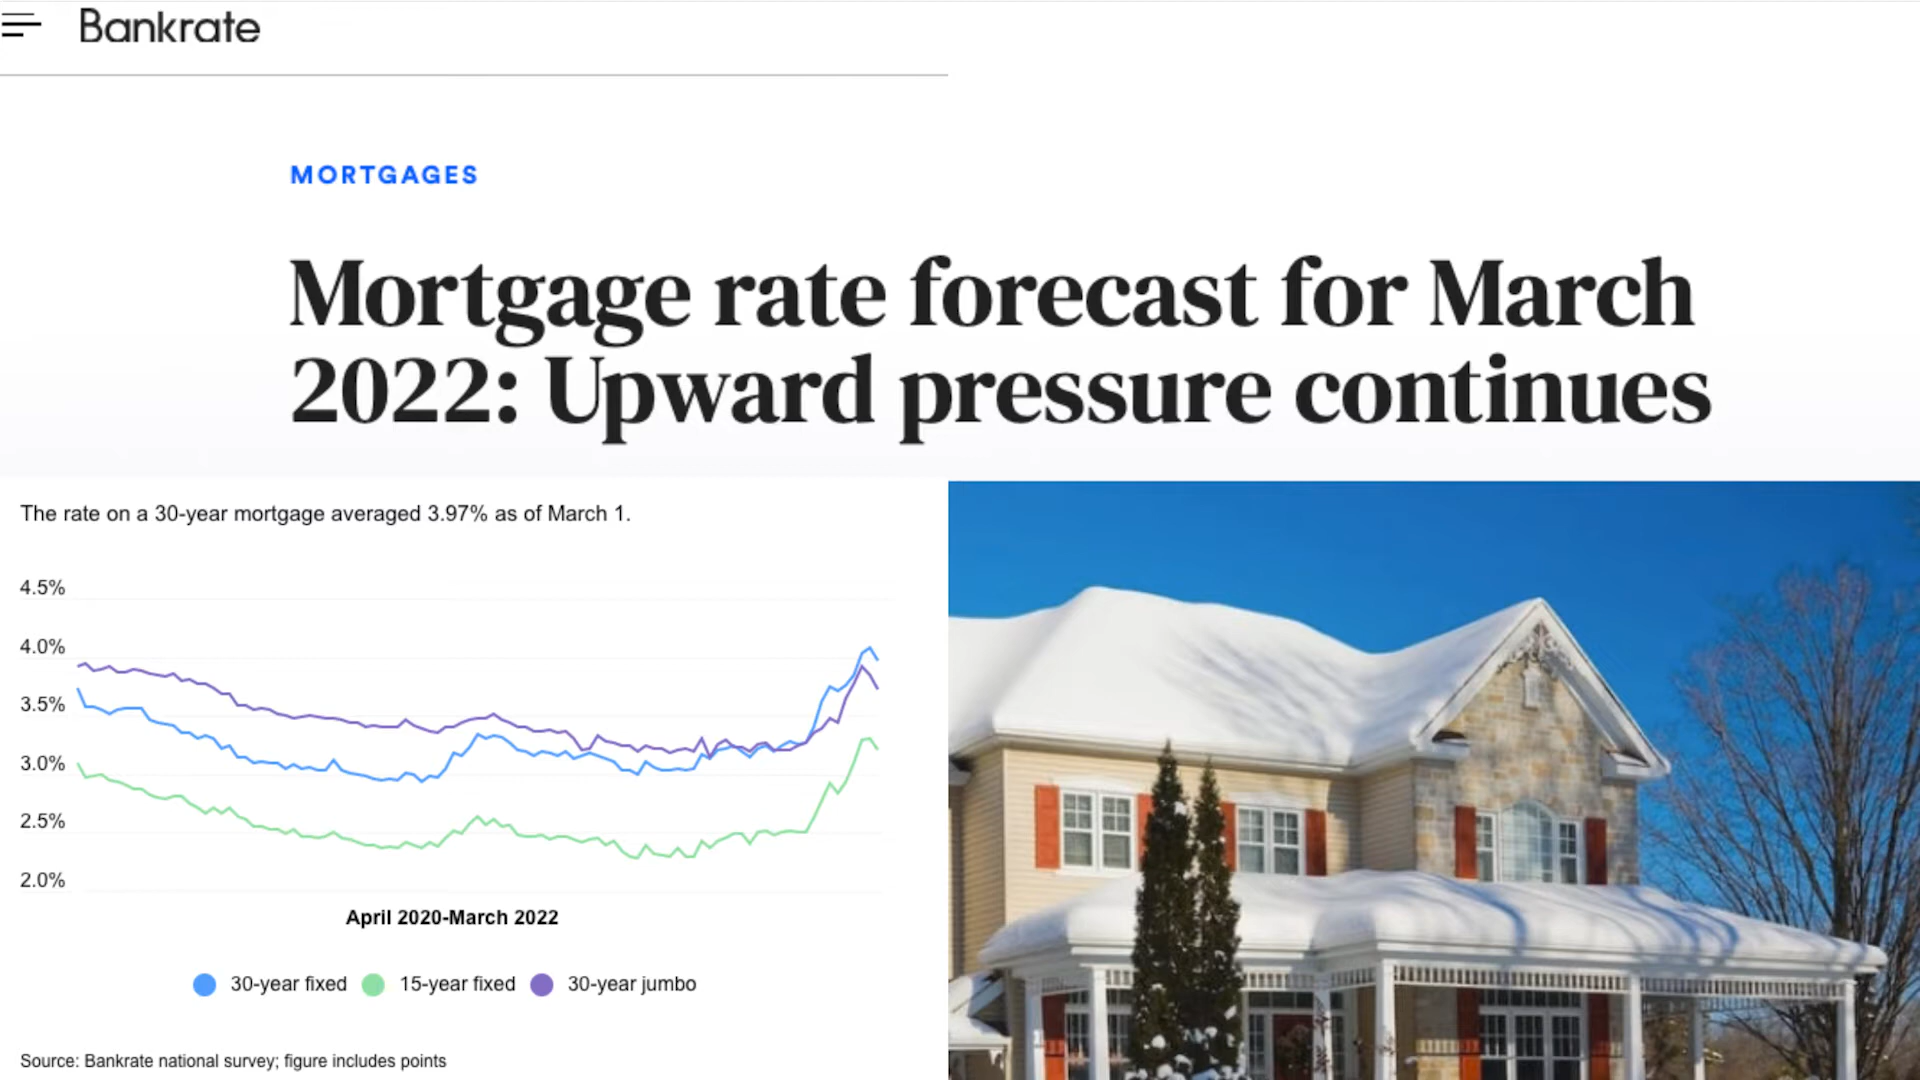 Bankrate
MORTGAGES
Mortgage rate forecast for March
2022: Upward pressure continues
The rate on a 30-year mortgage averaged 3.97% as of March 1.
4.5%
4.0%
3.5%
3.0%
2.5%
2.0%
April 2020-March 2022
30-year fixed 15-year fixed 30-year jumbo
Source: Bankrate national survey; figure includes points